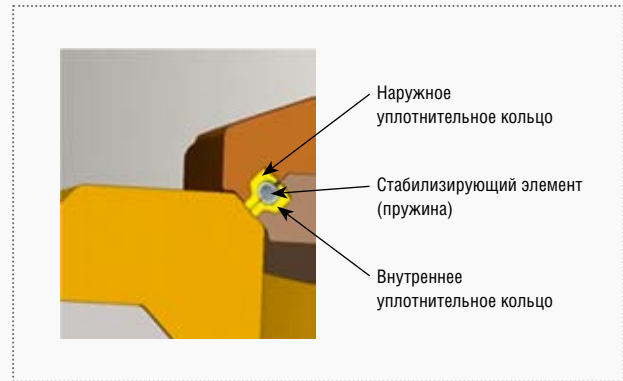 Наружное
уплотнительное кольцо
Стабилизирующий элемент
(пружина)
Внутреннее
уплотнительное кольцо